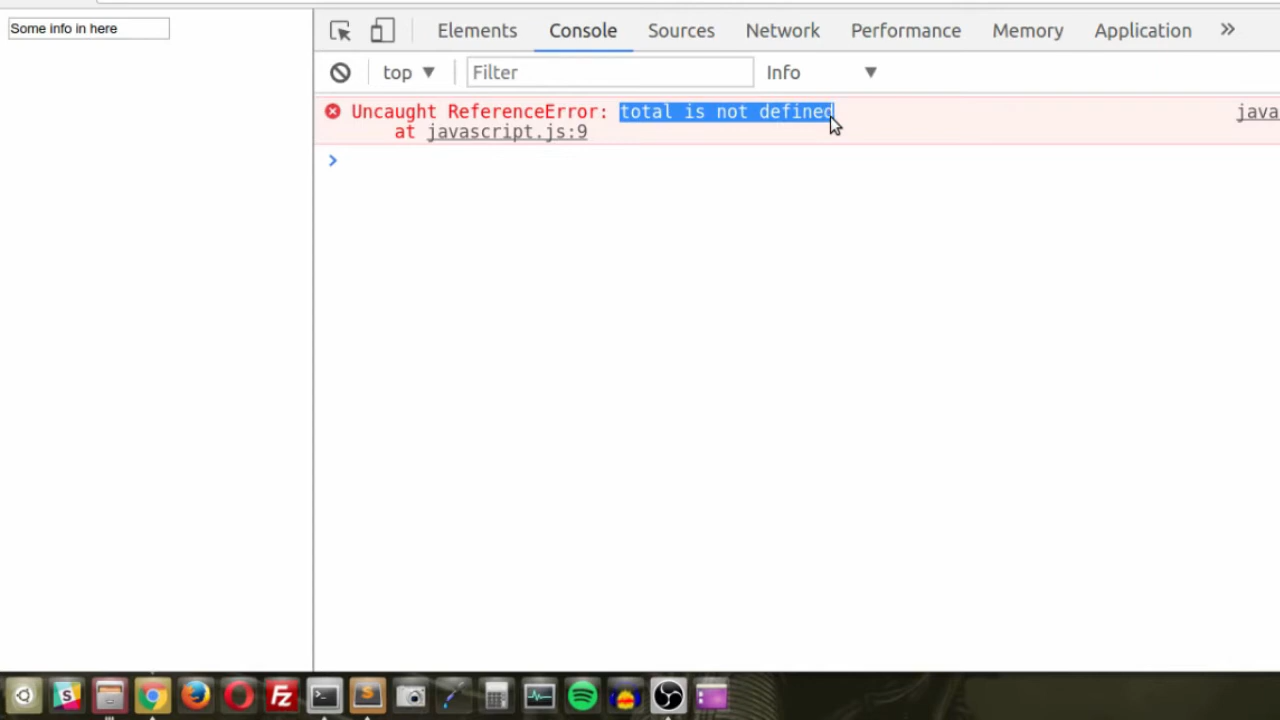 Some info in here
Elements Console Sources Network Performance Memory Application
top Filter Info
Uncaught ReferenceError: total is not defined java
at javascript.js:9